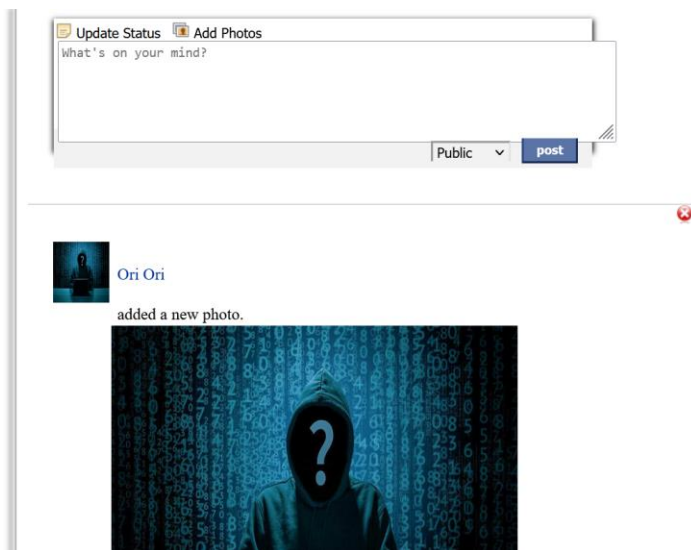 Update Status Add Photos
What's on your mind?
Public
post
Ori Ori
added a new photo.
?